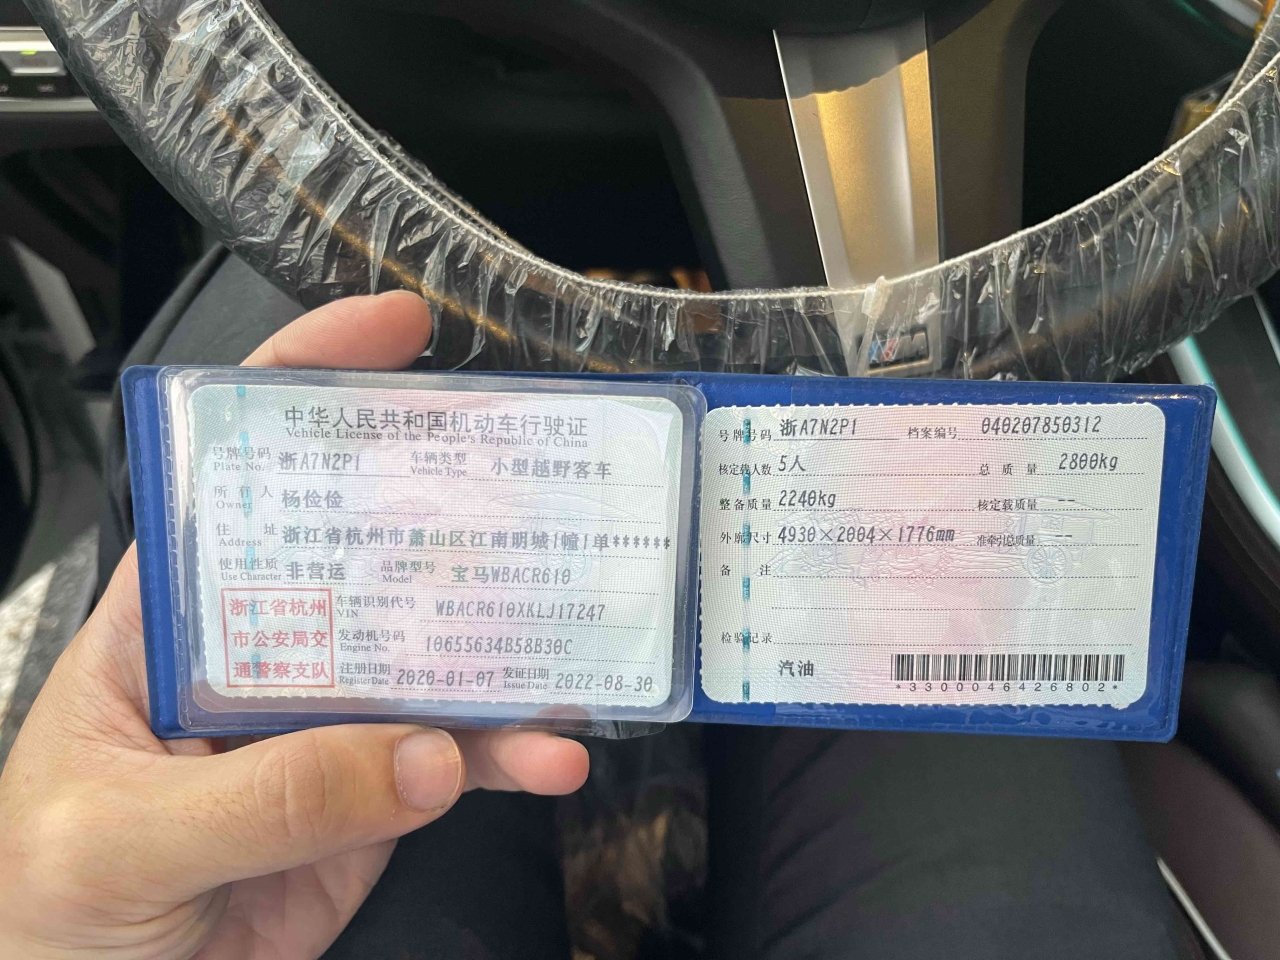 中华人民共和国机动车行驶证
Vehicle License of the People's Republic of China
号牌号码 浙A7N2P1 车辆类型 小型越野客车
Plate No. Vehicle Type
所有人 杨俭俭
Owner
住址 浙江省杭州市萧山区江南明城1幢1单******
Address
使用性质 非营运 品牌型号 宝马WBACR610
Use Character Model
浙江省杭州
市公安局交
通警察支队
车辆识别代号 WBACR610XKLJ17247
VIN
发动机号码 10655634B58B30C
Engine No.
注册日期 2020-01-07 发证日期 2022-08-30
Register Date Issue Date
号牌号码 浙A7N2P1 档案编号 040207850312
核定载人数 5人 总质量 2800kg
整备质量 2240kg 核定载质量 --
外廓尺寸 4930×2004×1776mm 准牵引总质量 --
备注
检验记录
汽油
*3300046426802*